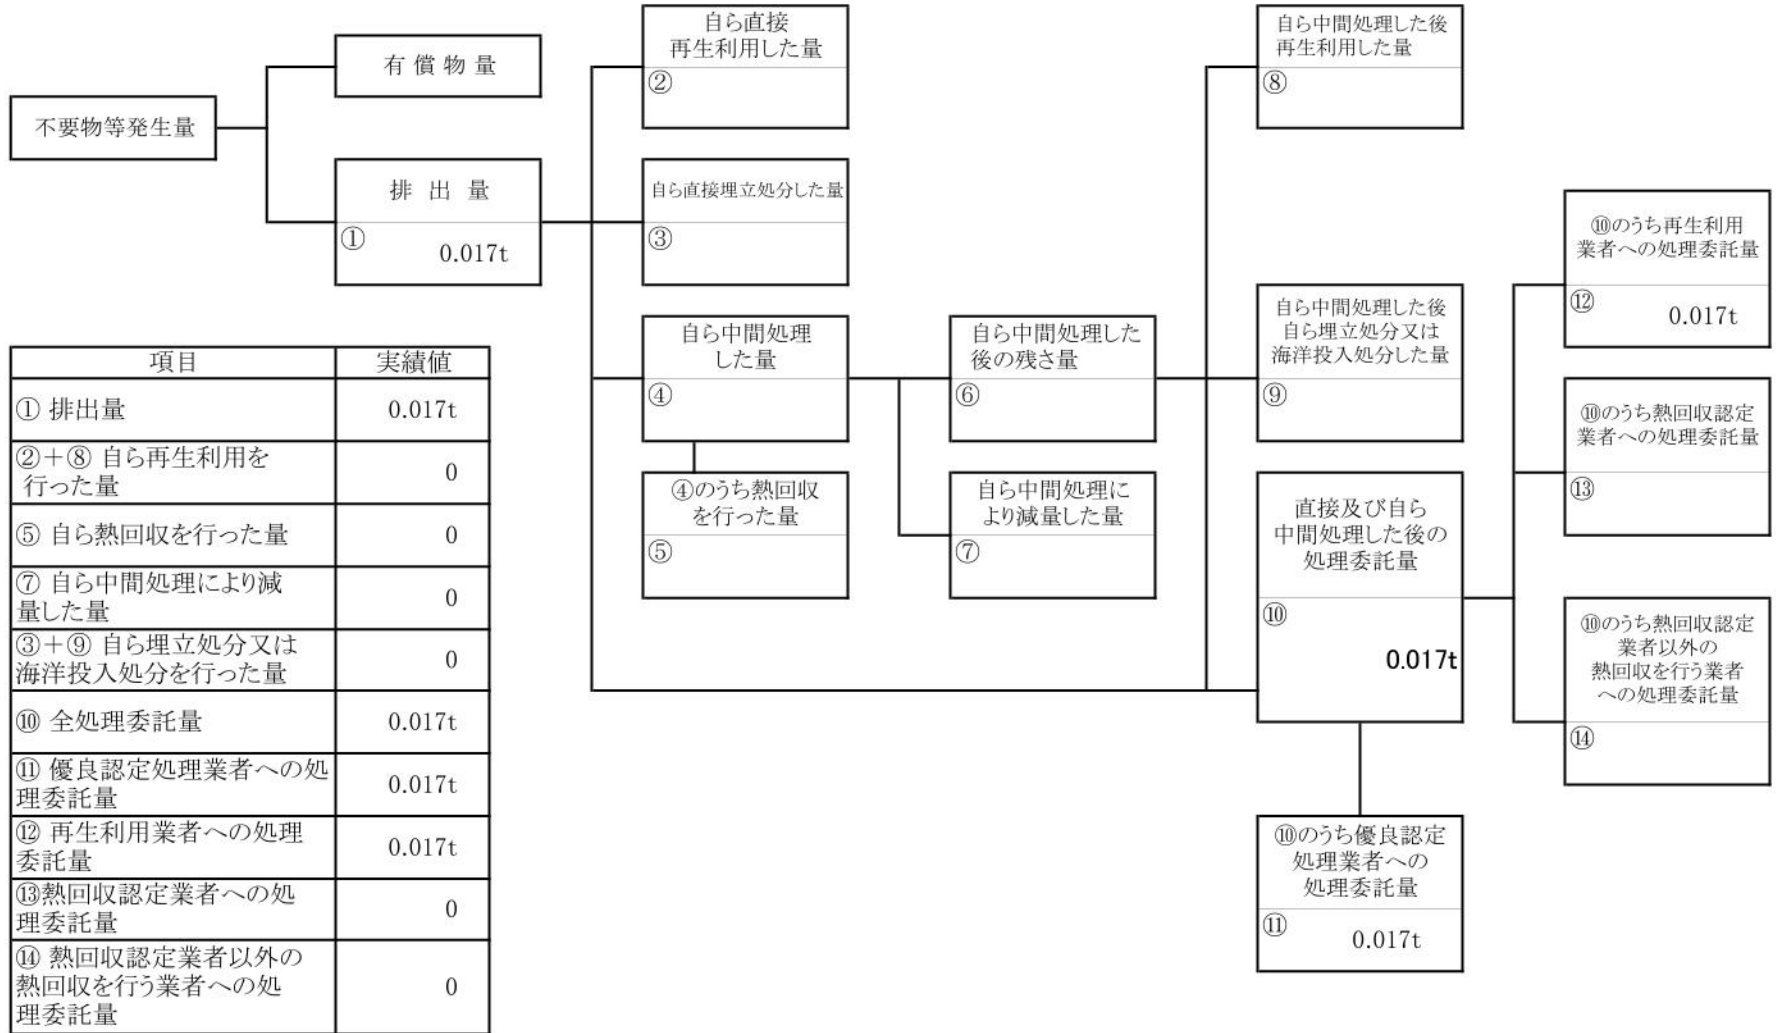 不要物等発生量
有償物量
排出量
①
0.017t
自ら直接
再生利用した量
②
自ら直接埋立処分した量
③
自ら中間処理
した量
④
④のうち熱回収
を行った量
⑤
自ら中間処理した
後の残さ量
⑥
自ら中間処理に
より減量した量
⑦
自ら中間処理した後
再生利用した量
⑧
自ら中間処理した後
自ら埋立処分又は
海洋投入処分した量
⑨
直接及び自ら
中間処理した後の
処理委託量
⑩
0.017t
⑩のうち優良認定
処理業者への
処理委託量
⑪
0.017t
⑩のうち再生利用
業者への処理委託量
⑫
0.017t
⑩のうち熱回収認定
業者への処理委託量
⑬
⑩のうち熱回収認定
業者以外の
熱回収を行う業者
への処理委託量
⑭
項目 実績値
① 排出量 0.017t
②+⑧ 自ら再生利用を
行った量 0
⑤ 自ら熱回収を行った量 0
⑦ 自ら中間処理により減
量した量 0
③+⑨ 自ら埋立処分又は
海洋投入処分を行った量 0
⑩ 全処理委託量 0.017t
⑪ 優良認定処理業者への処
理委託量 0.017t
⑫ 再生利用業者への処理
委託量 0.017t
⑬熱回収認定業者への処
理委託量 0
⑭ 熱回収認定業者以外の
熱回収を行う業者への処
理委託量 0